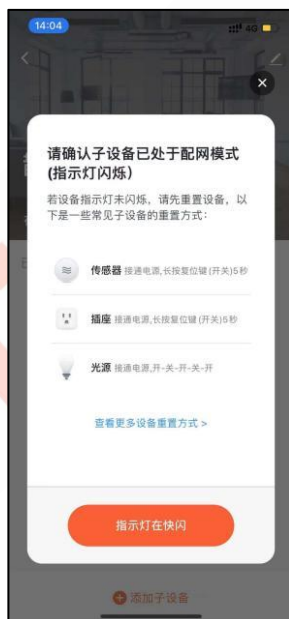 14:04
4G
请确认子设备已处于配网模式
(指示灯闪烁)
若设备指示灯未闪烁，请先重置设备，以
下是一些常见子设备的重置方式：
传感器 接通电源,长按复位键(开关)5秒
插座 接通电源,长按复位键(开关)5秒
光源 接通电源,开-关-开-关-开
查看更多设备重置方式 >
指示灯在快闪
添加子设备